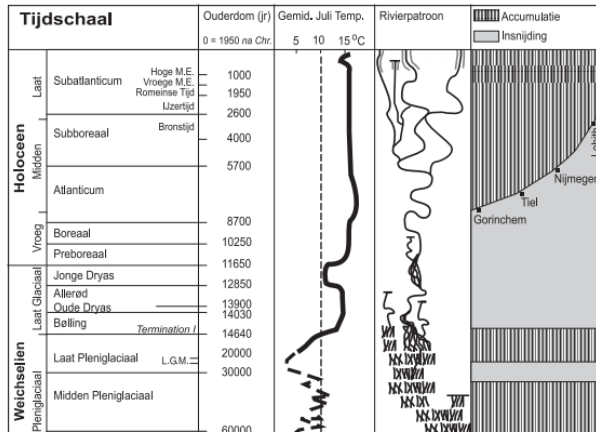 Tijdschaal
Ouderdom (jr)
0 = 1950 na Chr.
Gemid. Juli Temp.
5 10 15°C
Rivierpatroon
Accumulatie
Insnijding
Holoceen
Laat
Subatlanticum
Hoge M.E.
Vroege M.E.
Romeinse Tijd
IJzertijd
1000
1950
2600
Midden
Subboreaal
Bronstijd
4000
5700
Atlanticum
8700
Vroeg
Boreaal
10250
Preboreaal
11650
Weichselien
Laat Glaciaal
Jonge Dryas
12850
Allerød
13900
Oude Dryas
14030
Bølling
Termination I
14640
Pleniglaciaal
Laat Pleniglaciaal
L.G.M.
20000
30000
Midden Pleniglaciaal
60000
Lobith
Nijmegen
Tiel
Gorinchem